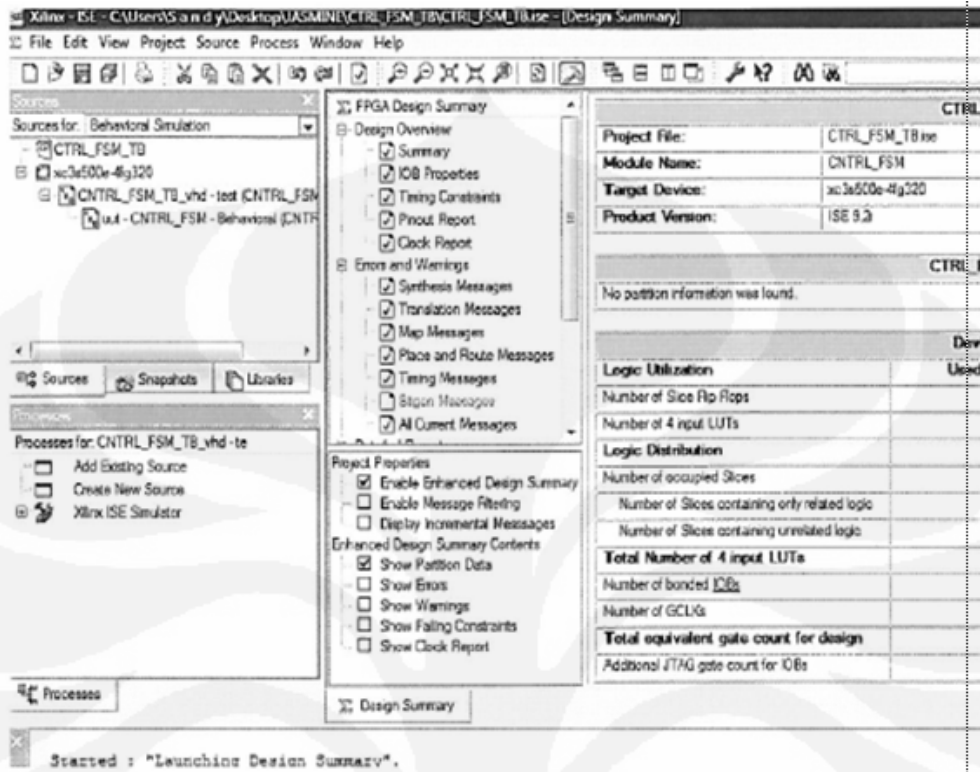 Xilinx - ISE - C:\Users\S a n d y\Desktop\JASMINE\CTRL_FSM_TB\CTRL_FSM_TB.ise - [Design Summary]
File Edit View Project Source Process Window Help
Sources
Sources for: Behavioral Simulation
CTRL_FSM_TB
xc3s500e-4fg320
CNTRL_FSM_TB_vhd - test (CNTRL_FSM
uut - CNTRL_FSM - Behavioral (CNTR
Sources Snapshots Libraries
Processes
Processes for: CNTRL_FSM_TB_vhd - te
Add Existing Source
Create New Source
Xilinx ISE Simulator
Processes
FPGA Design Summary
Design Overview
Summary
IOB Properties
Timing Constraints
Pinout Report
Clock Report
Errors and Warnings
Synthesis Messages
Translation Messages
Map Messages
Place and Route Messages
Timing Messages
Bitgen Messages
All Current Messages
Project Properties
Enable Enhanced Design Summary
Enable Message Filtering
Display Incremental Messages
Enhanced Design Summary Contents
Show Partition Data
Show Errors
Show Warnings
Show Failing Constraints
Show Clock Report
Design Summary
CTRL
Project File: CTRL_FSM_TB.ise
Module Name: CNTRL_FSM
Target Device: xc3s500e-4fg320
Product Version: ISE 9.2i
CTRL_
No partition information was found.
Dev
Logic Utilization Used
Number of Slice Flip Flops
Number of 4 input LUTs
Logic Distribution
Number of occupied Slices
Number of Slices containing only related logic
Number of Slices containing unrelated logic
Total Number of 4 input LUTs
Number of bonded IOBs
Number of GCLKs
Total equivalent gate count for design
Additional JTAG gate count for IOBs
Started : "Launching Design Summary".